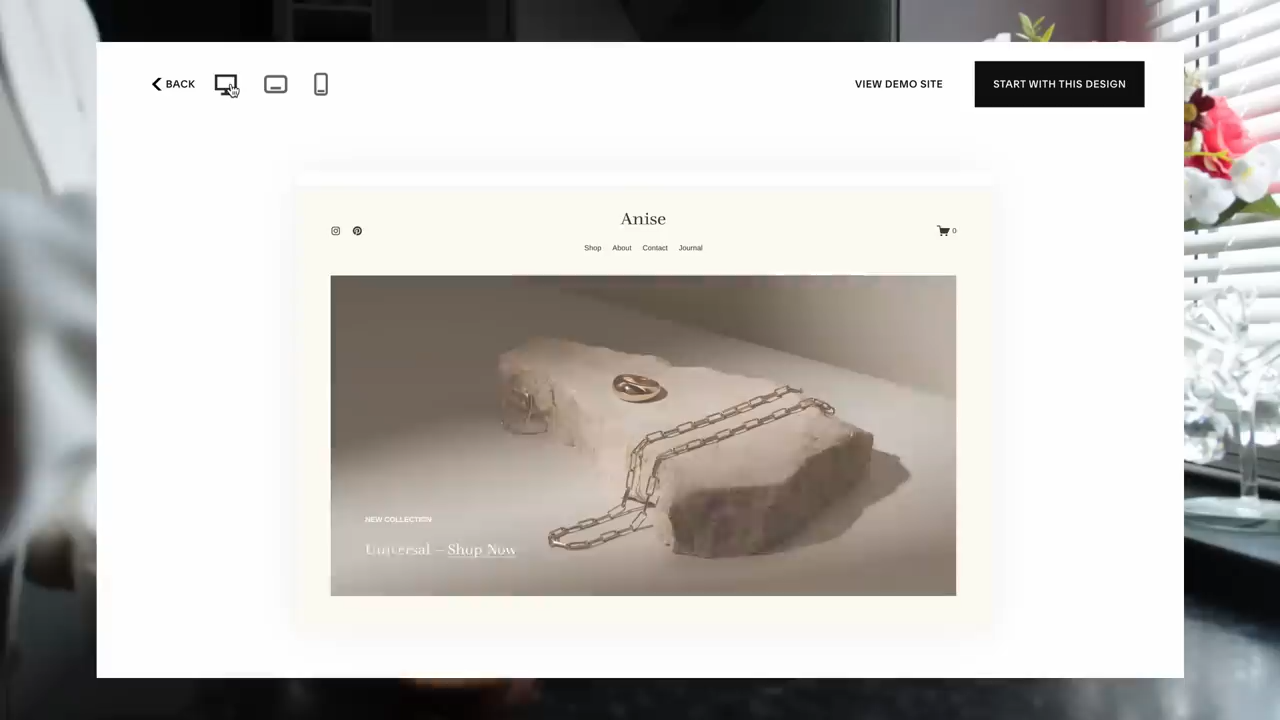 BACK
VIEW DEMO SITE
START WITH THIS DESIGN
Anise
0
Shop About Contact Journal
NEW COLLECTION
Universal – Shop Now